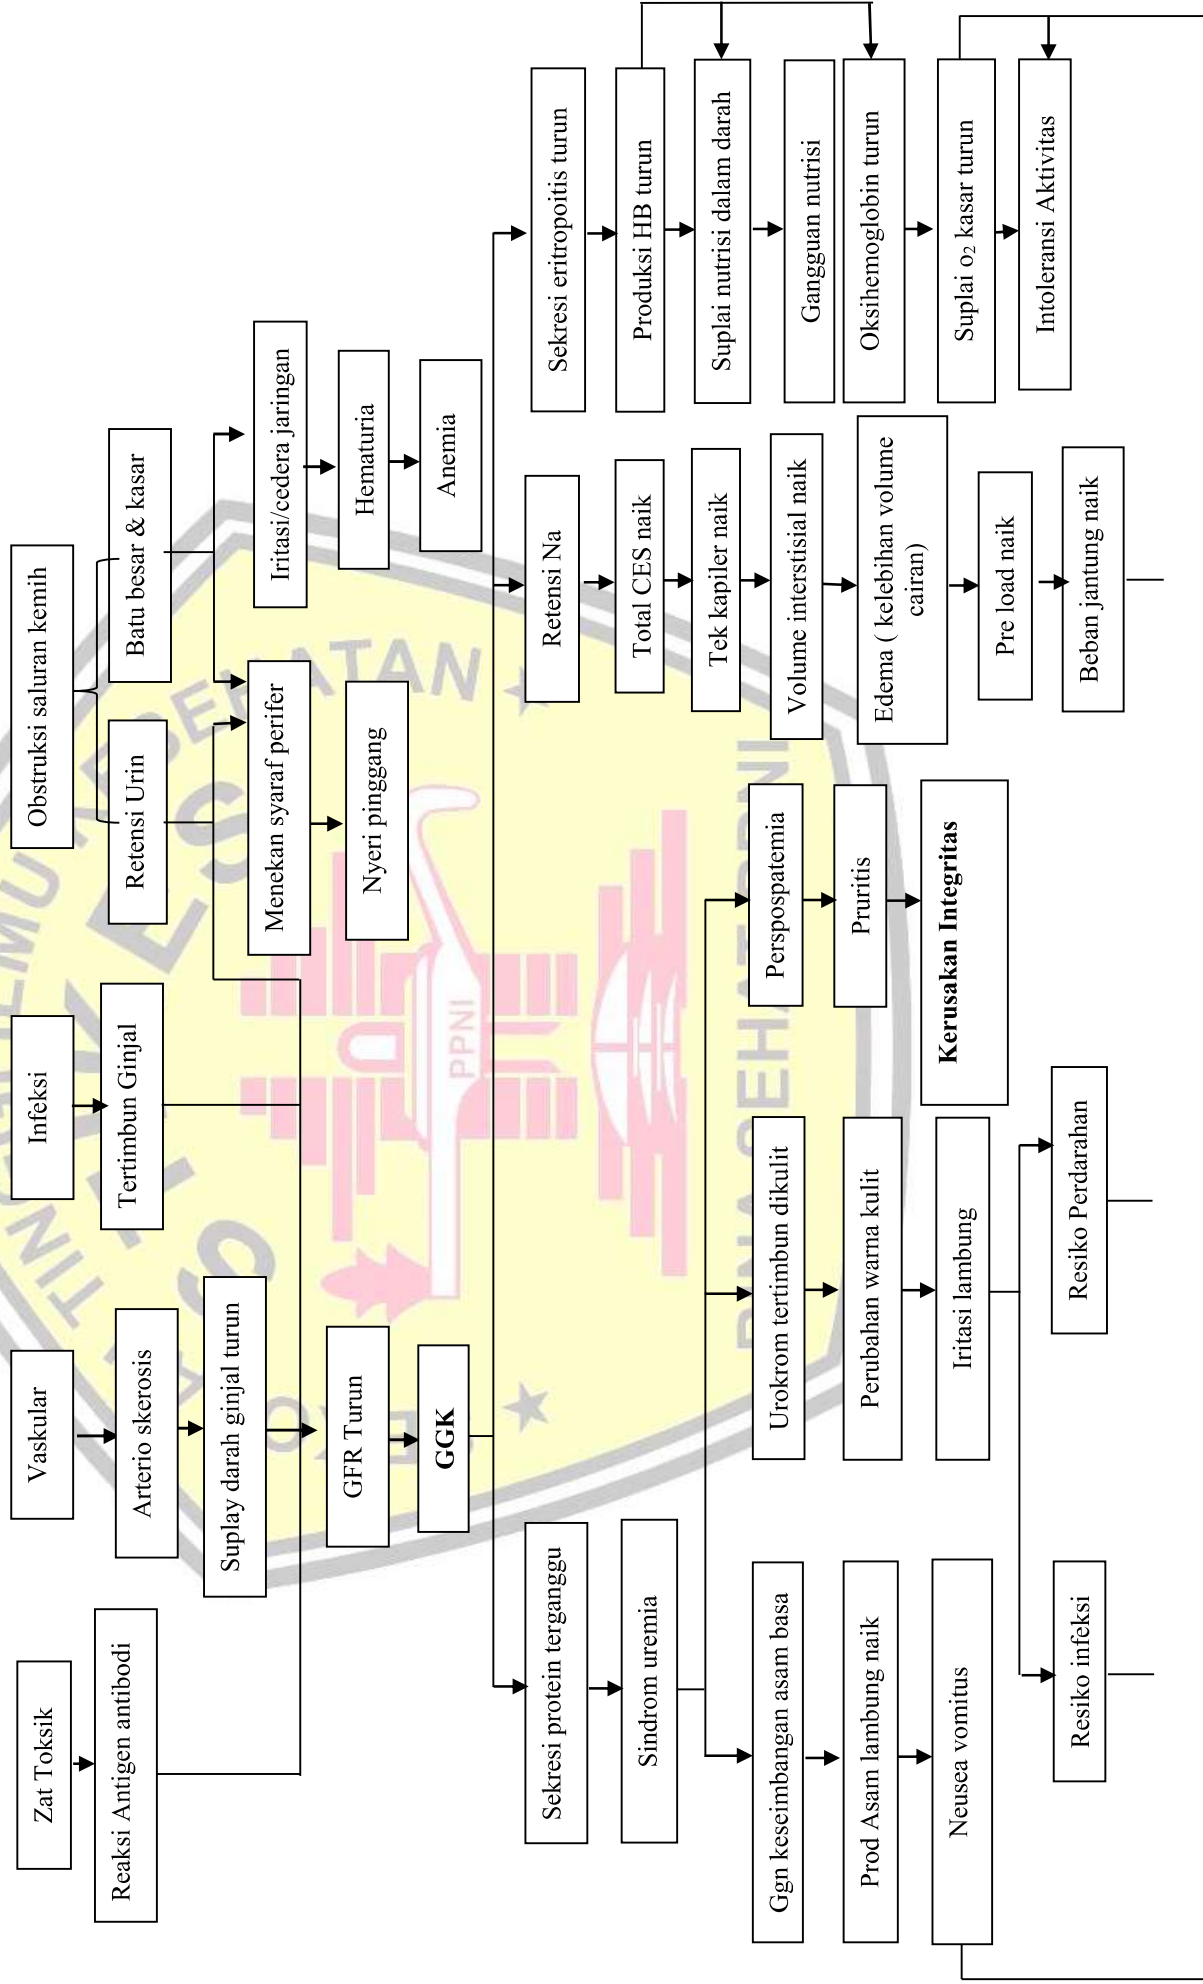 Zat Toksik
Vaskular
Infeksi
Obstruksi saluran kemih
Reaksi Antigen antibodi
Arterio skerosis
Tertimbun Ginjal
Retensi Urin
Batu besar & kasar
Suplay darah ginjal turun
Menekan syaraf perifer
Iritasi/cedera jaringan
GFR Turun
Nyeri pinggang
Hematuria
GGK
Anemia
Sekresi protein terganggu
Retensi Na
Sekresi eritropoitis turun
Sindrom uremia
Total CES naik
Produksi HB turun
Tek kapiler naik
Suplai nutrisi dalam darah
Ggn keseimbangan asam basa
Urokrom tertimbun dikulit
Perspospatemia
Volume interstisial naik
Gangguan nutrisi
Prod Asam lambung naik
Perubahan warna kulit
Pruritis
Edema ( kelebihan volume
cairan)
Oksihemoglobin turun
Neusea vomitus
Iritasi lambung
Kerusakan Integritas
Pre load naik
Suplai o₂ kasar turun
Resiko infeksi
Resiko Perdarahan
Beban jantung naik
Intoleransi Aktivitas
PPNI